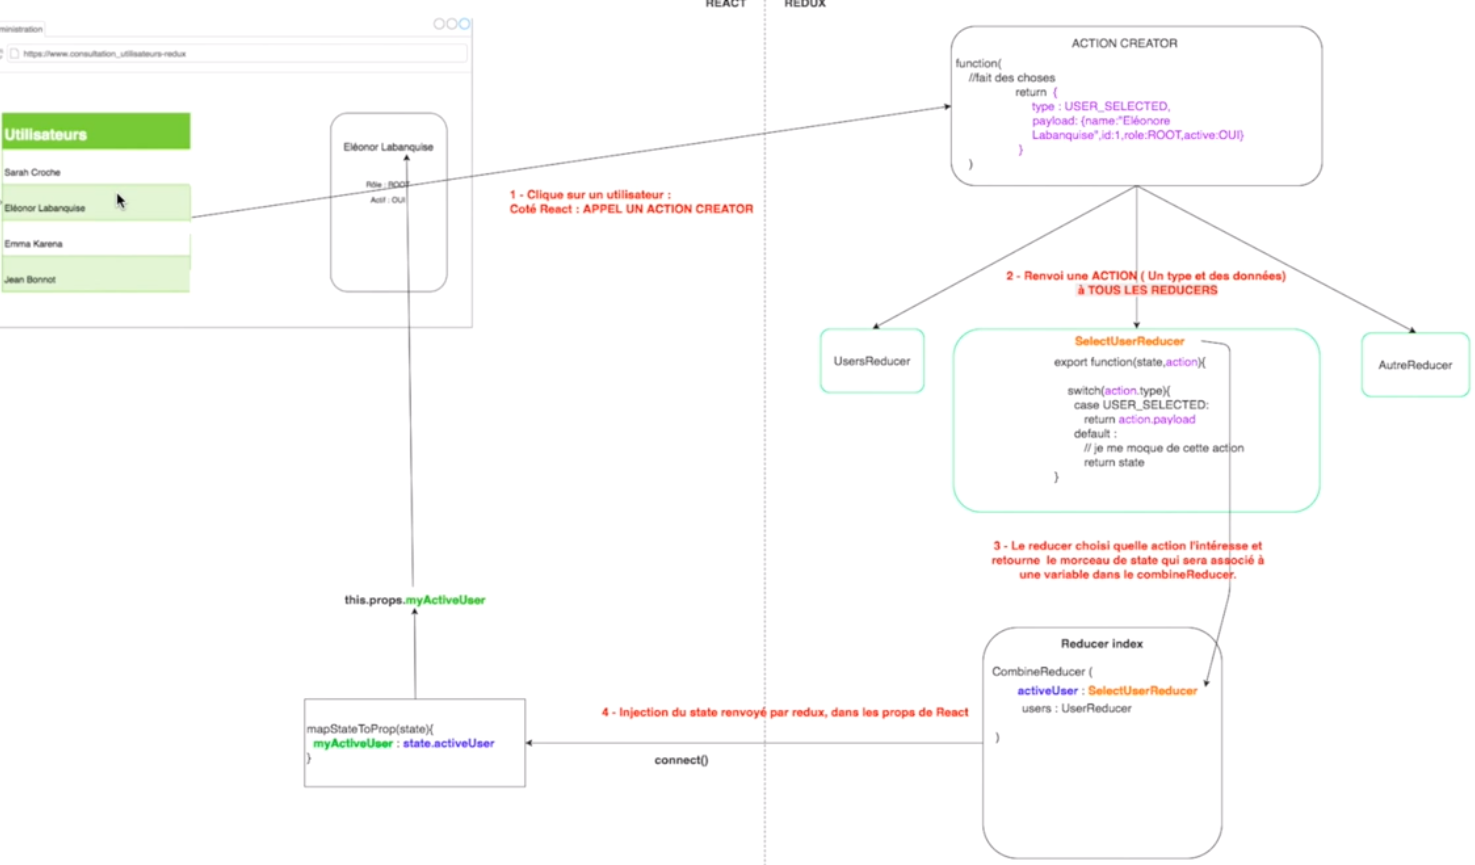 REACT
REDUX
ministration
https://www.consultation_utilisateurs-redux
Utilisateurs
Sarah Croche
Eléonor Labanquise
Emma Karena
Jean Bonnot
Eléonor Labanquise
Rôle : ROOT
Actif : OUI
1 - Clique sur un utilisateur :
Coté React : APPEL UN ACTION CREATOR
ACTION CREATOR
function(
//fait des choses
return {
type : USER_SELECTED,
payload: {name:"Eléonore
Labanquise",id:1,role:ROOT,active:OUI}
}
)
2 - Renvoi une ACTION ( Un type et des données)
à TOUS LES REDUCERS
UsersReducer
SelectUserReducer
export function(state,action){
switch(action.type){
case USER_SELECTED:
return action.payload
default :
// je me moque de cette action
return state
}
AutreReducer
3 - Le reducer choisi quelle action l'intéresse et
retourne le morceau de state qui sera associé à
une variable dans le combineReducer.
Reducer index
CombineReducer (
activeUser : SelectUserReducer
users : UserReducer
)
4 - Injection du state renvoyé par redux, dans les props de React
connect()
mapStateToProp(state){
myActiveUser : state.activeUser
}
this.props.myActiveUser